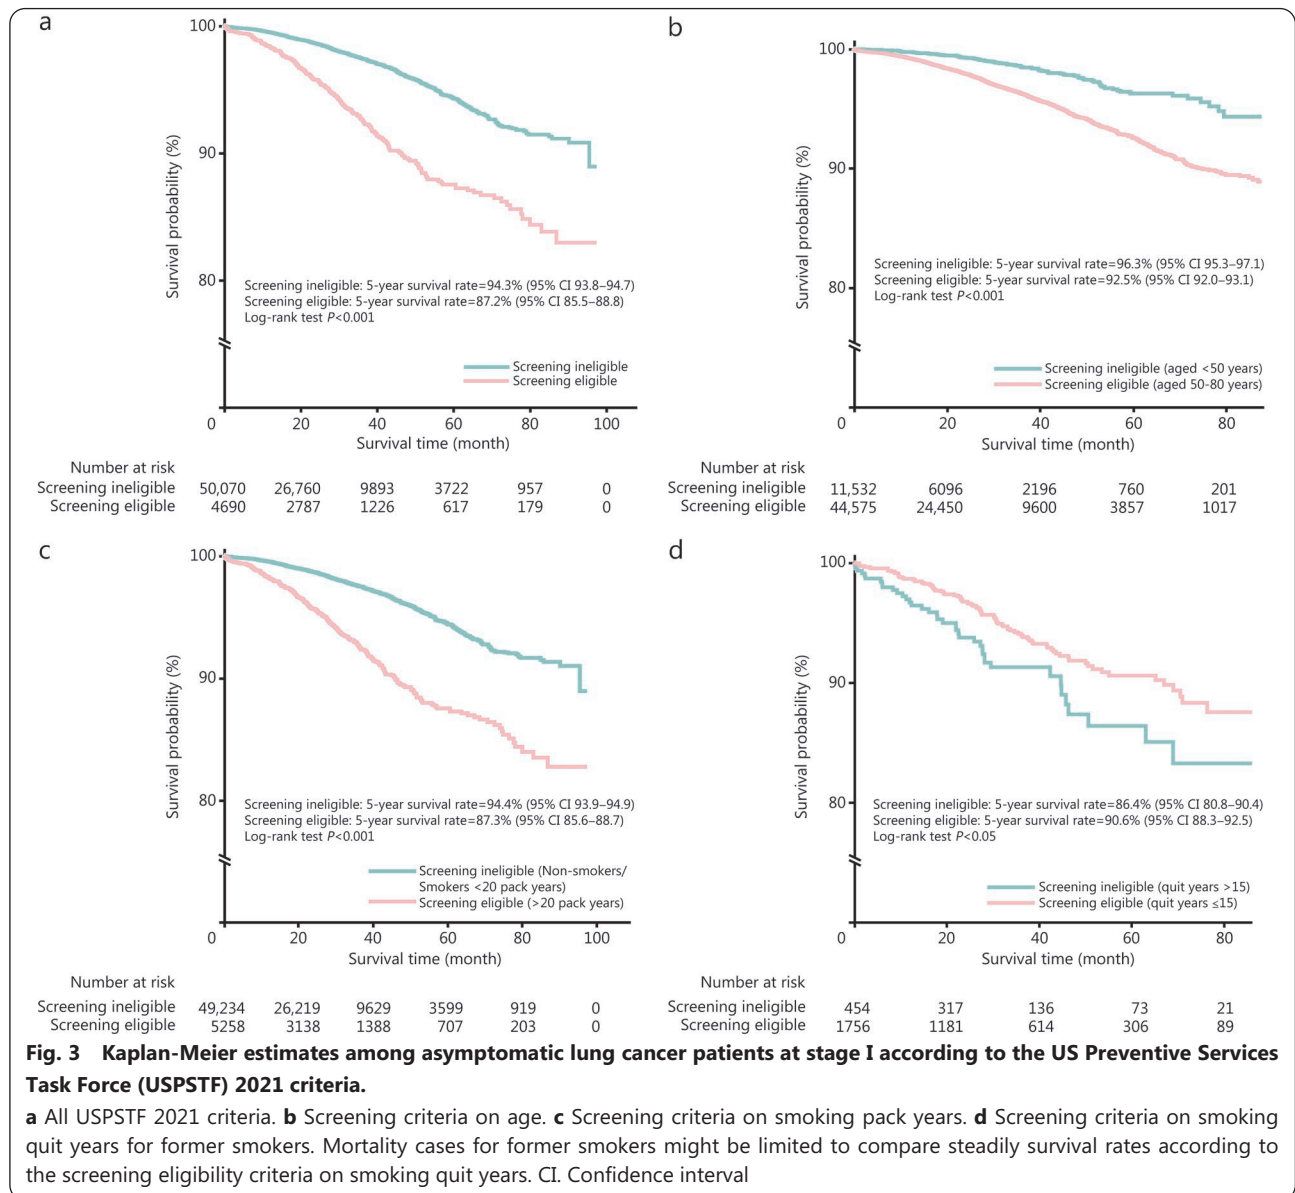 a
100
90
80
Survival probability (%)
Screening ineligible: 5-year survival rate=94.3% (95% CI 93.8–94.7)
Screening eligible: 5-year survival rate=87.2% (95% CI 85.5–88.8)
Log-rank test P<0.001
Screening ineligible
Screening eligible
0 20 40 60 80 100
Survival time (month)
Number at risk
Screening ineligible 50,070 26,760 9893 3722 957 0
Screening eligible 4690 2787 1226 617 179 0
b
100
90
80
Survival probability (%)
Screening ineligible: 5-year survival rate=96.3% (95% CI 95.3–97.1)
Screening eligible: 5-year survival rate=92.5% (95% CI 92.0–93.1)
Log-rank test P<0.001
Screening ineligible (aged <50 years)
Screening eligible (aged 50-80 years)
0 20 40 60 80
Survival time (month)
Number at risk
Screening ineligible 11,532 6096 2196 760 201
Screening eligible 44,575 24,450 9600 3857 1017
c
100
90
80
Survival probability (%)
Screening ineligible: 5-year survival rate=94.4% (95% CI 93.9–94.9)
Screening eligible: 5-year survival rate=87.3% (95% CI 85.6–88.7)
Log-rank test P<0.001
Screening ineligible (Non-smokers/
Smokers <20 pack years)
Screening eligible (>20 pack years)
0 20 40 60 80 100
Survival time (month)
Number at risk
Screening ineligible 49,234 26,219 9629 3599 919 0
Screening eligible 5258 3138 1388 707 203 0
d
100
90
80
Survival probability (%)
Screening ineligible: 5-year survival rate=86.4% (95% CI 80.8–90.4)
Screening eligible: 5-year survival rate=90.6% (95% CI 88.3–92.5)
Log-rank test P<0.05
Screening ineligible (quit years >15)
Screening eligible (quit years ≤15)
0 20 40 60 80
Survival time (month)
Number at risk
Screening ineligible 454 317 136 73 21
Screening eligible 1756 1181 614 306 89
Fig. 3 Kaplan-Meier estimates among asymptomatic lung cancer patients at stage I according to the US Preventive Services
Task Force (USPSTF) 2021 criteria.
a All USPSTF 2021 criteria. b Screening criteria on age. c Screening criteria on smoking pack years. d Screening criteria on smoking
quit years for former smokers. Mortality cases for former smokers might be limited to compare steadily survival rates according to
the screening eligibility criteria on smoking quit years. CI. Confidence interval